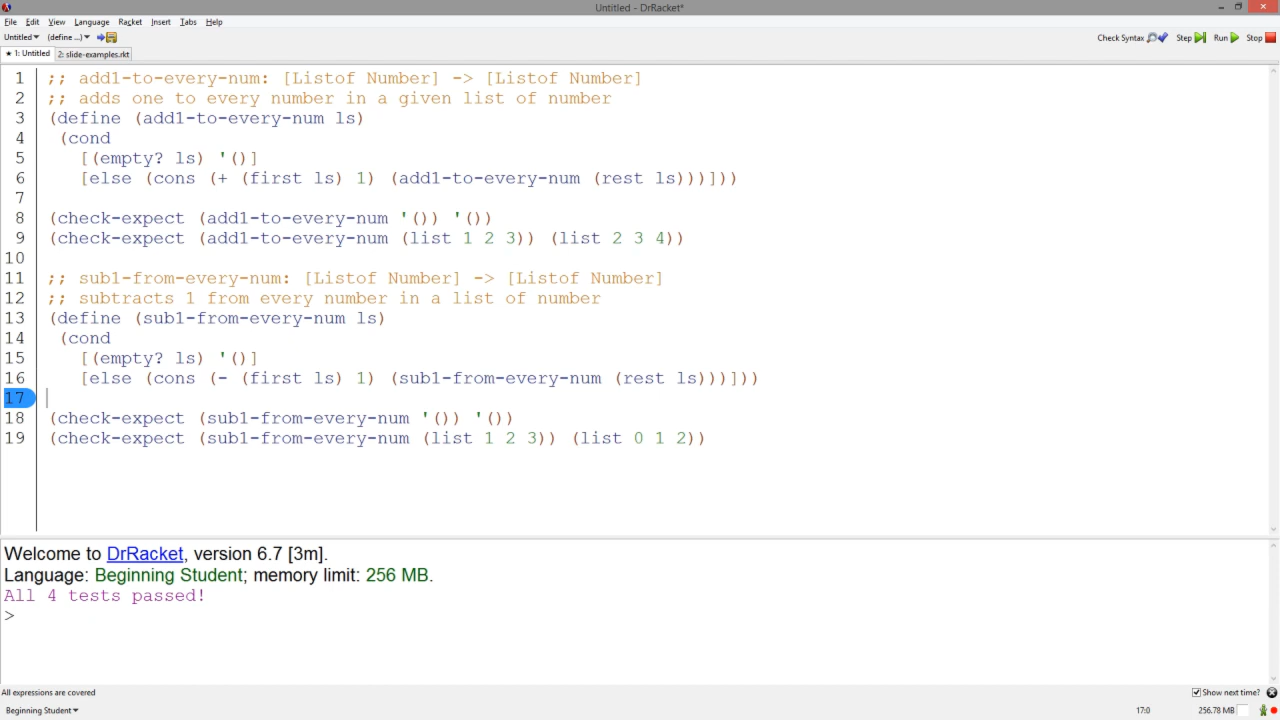 Untitled - DrRacket*
File Edit View Language Racket Insert Tabs Help
Untitled (define ...) Check Syntax Step Run Stop
★ 1: Untitled 2: slide-examples.rkt
1 ;; add1-to-every-num: [Listof Number] -> [Listof Number]
2 ;; adds one to every number in a given list of number
3 (define (add1-to-every-num ls)
4 (cond
5 [(empty? ls) '()]
6 [else (cons (+ (first ls) 1) (add1-to-every-num (rest ls)))]))
7
8 (check-expect (add1-to-every-num '()) '())
9 (check-expect (add1-to-every-num (list 1 2 3)) (list 2 3 4))
10
11 ;; sub1-from-every-num: [Listof Number] -> [Listof Number]
12 ;; subtracts 1 from every number in a list of number
13 (define (sub1-from-every-num ls)
14 (cond
15 [(empty? ls) '()]
16 [else (cons (- (first ls) 1) (sub1-from-every-num (rest ls)))]))
17
18 (check-expect (sub1-from-every-num '()) '())
19 (check-expect (sub1-from-every-num (list 1 2 3)) (list 0 1 2))
Welcome to DrRacket, version 6.7 [3m].
Language: Beginning Student; memory limit: 256 MB.
All 4 tests passed!
>
All expressions are covered Show next time?
Beginning Student 17:0 256.78 MB